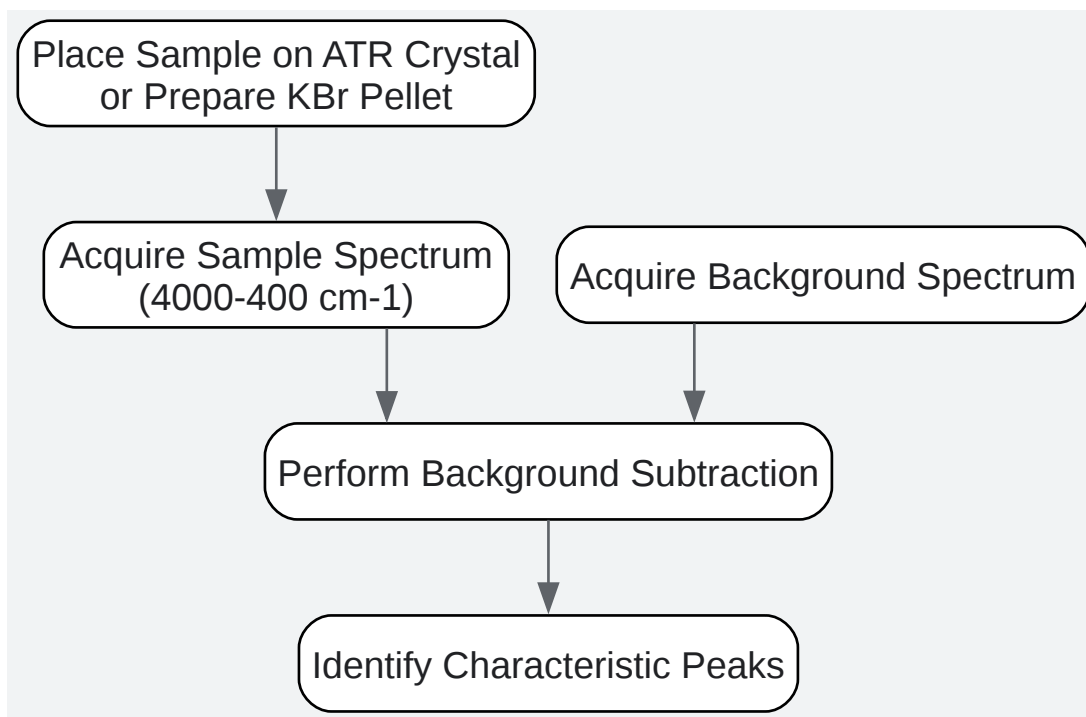 Place Sample on ATR Crystal
or Prepare KBr Pellet
Acquire Sample Spectrum
(4000-400 cm-1)
Acquire Background Spectrum
Perform Background Subtraction
Identify Characteristic Peaks